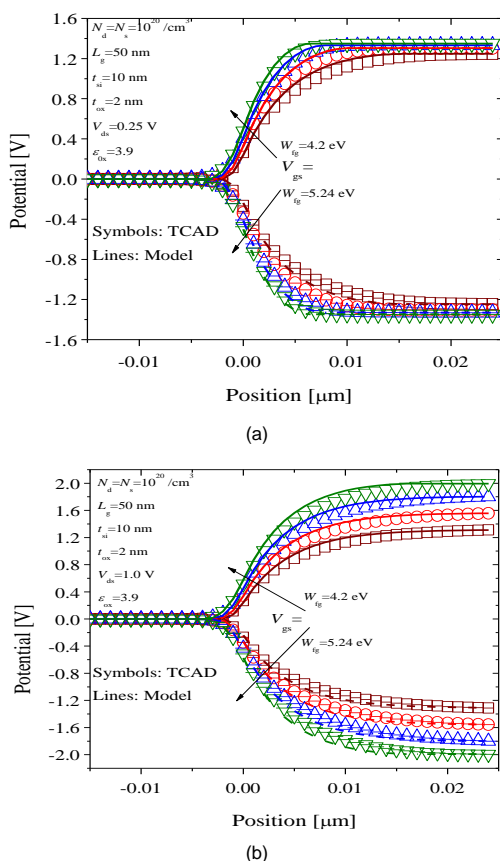 (a)
N_d=N_s=10^20/cm^3
L_g=50 nm
t_si=10 nm
t_ox=2 nm
V_ds=0.25 V
ε_0x=3.9
W_fg=4.2 eV
V_gs=
W_fg=5.24 eV
Symbols: TCAD
Lines: Model
Potential [V]
1.6
1.2
0.8
0.4
0.0
-0.4
-0.8
-1.2
-1.6
-0.01 0.00 0.01 0.02
Position [µm]
(a)
N_d=N_s=10^20/cm^3
L_g=50 nm
t_si=10 nm
t_ox=2 nm
V_ds=1.0 V
ε_ox=3.9
W_fg=4.2 eV
V_gs=
W_fg=5.24 eV
Symbols: TCAD
Lines: Model
Potential [V]
2.0
1.6
1.2
0.8
0.4
0.0
-0.4
-0.8
-1.2
-1.6
-2.0
-0.01 0.00 0.01 0.02
Position [µm]
(b)